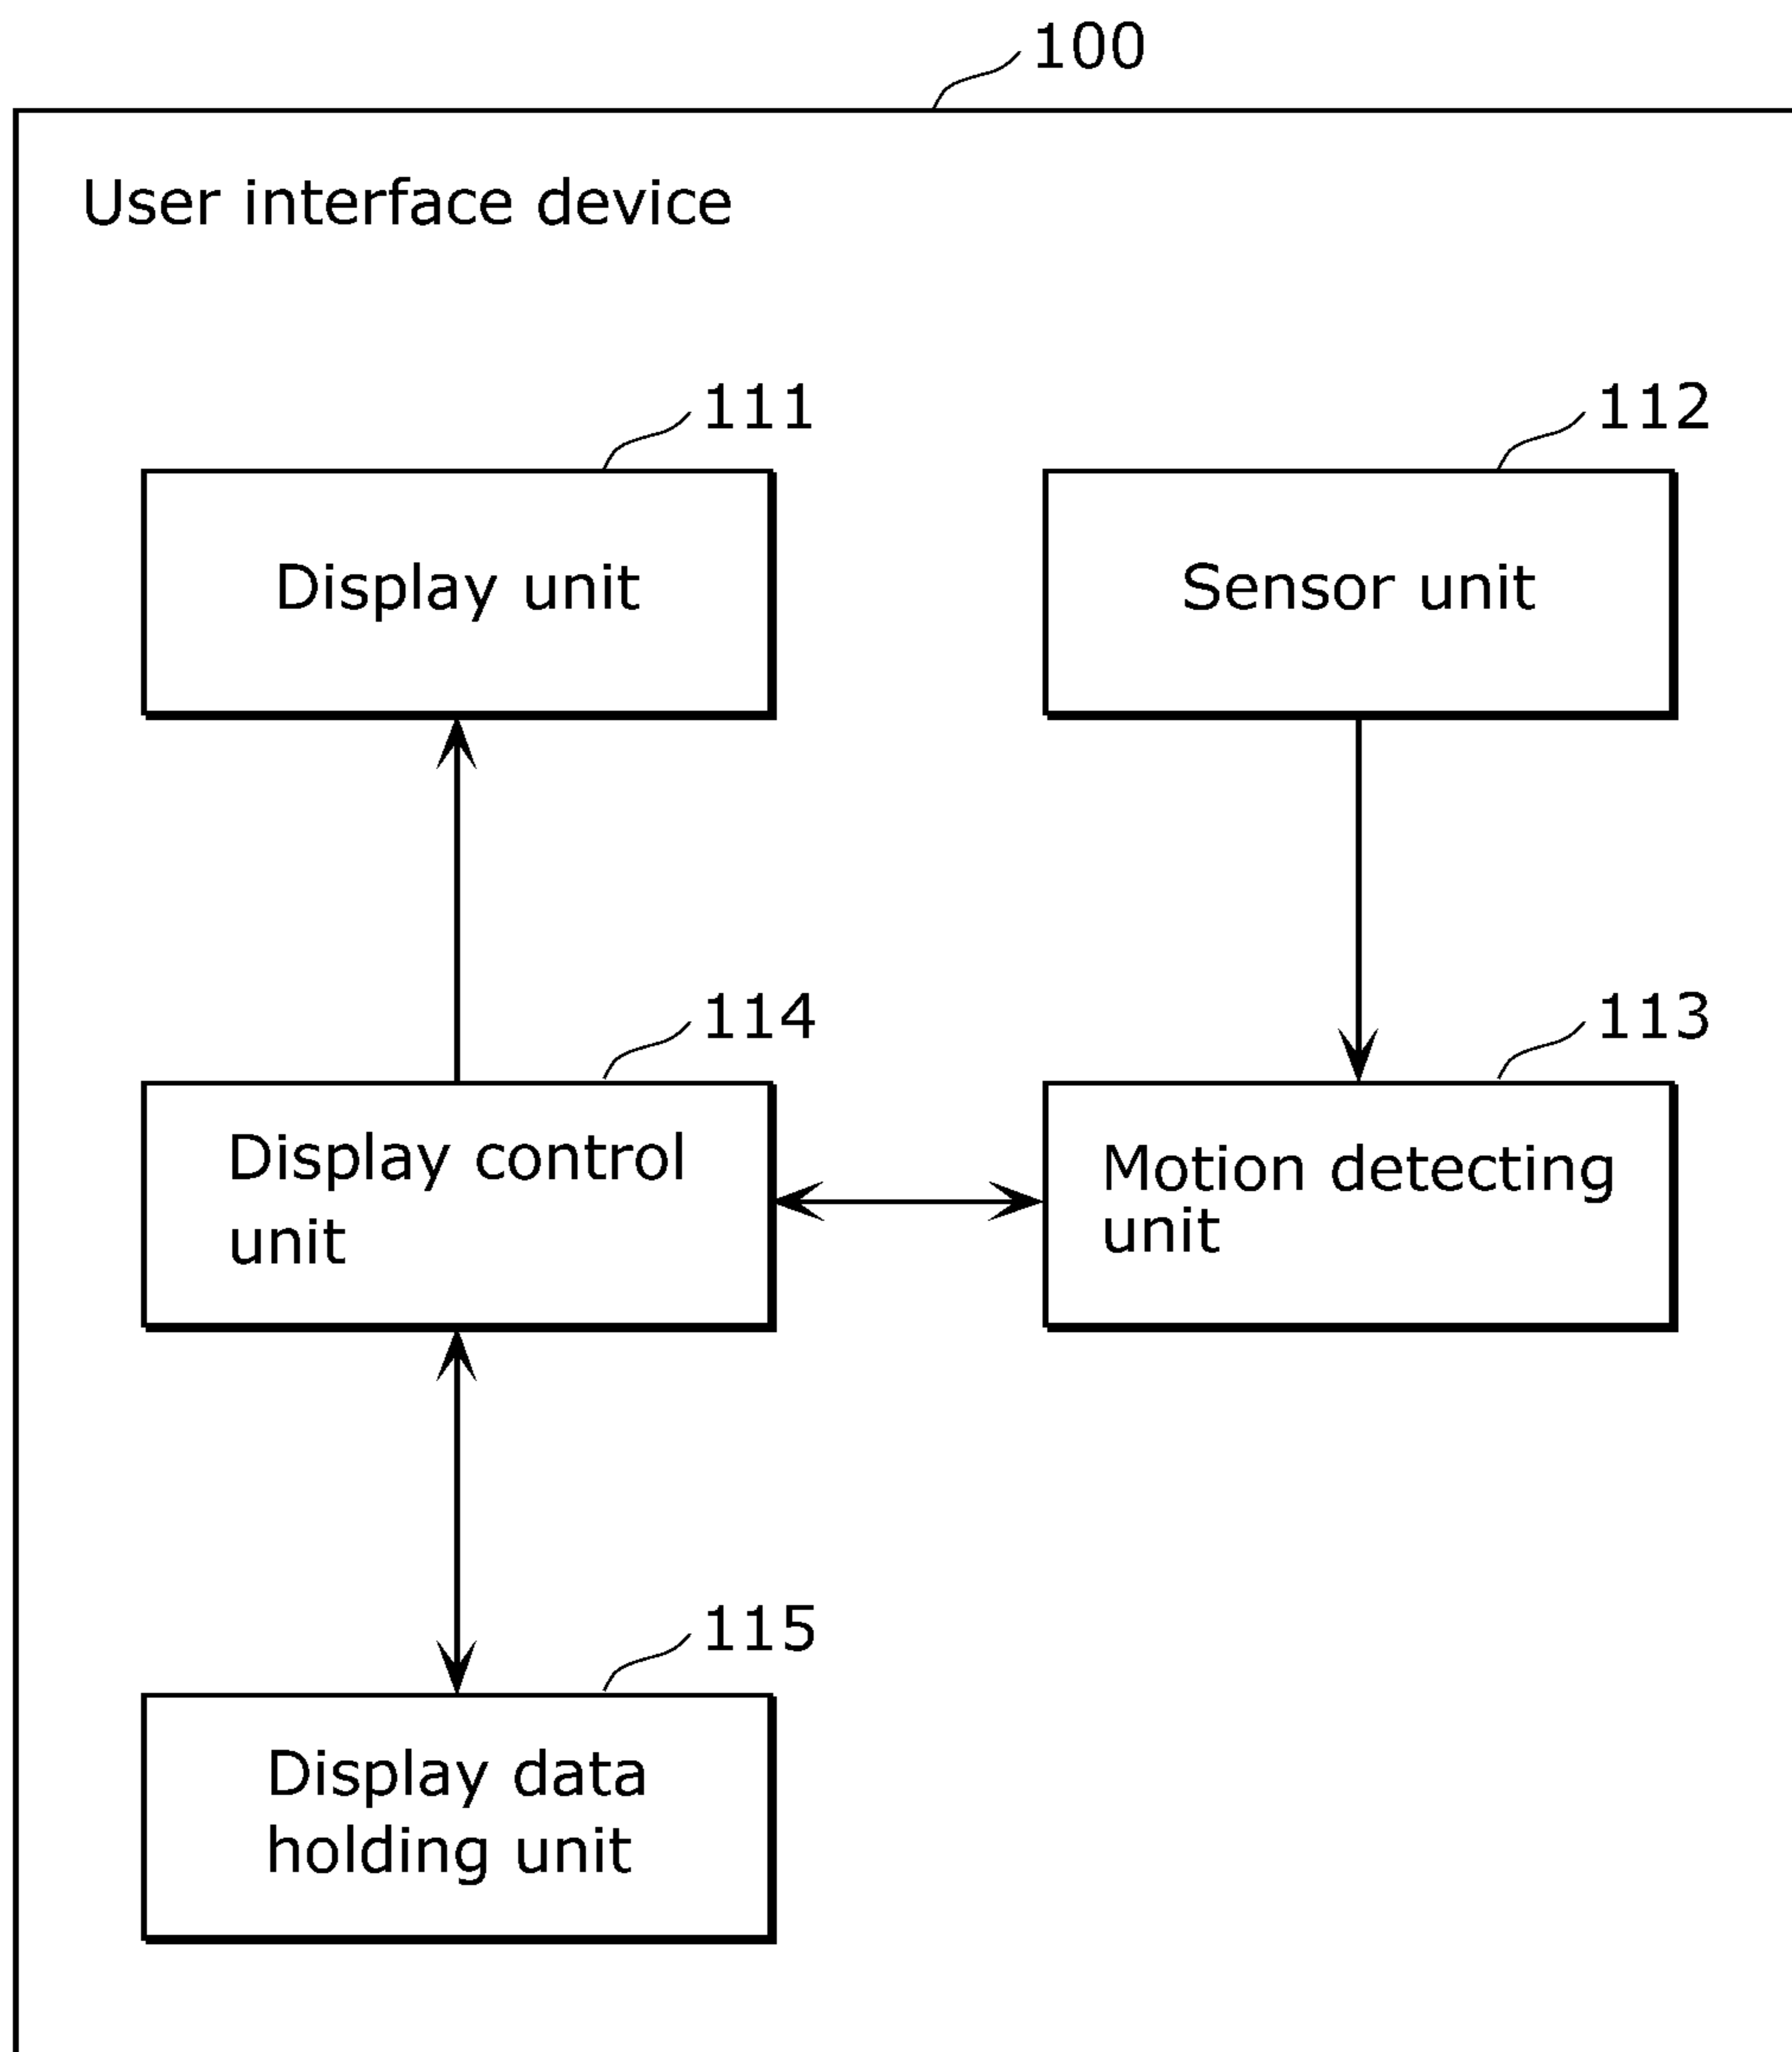 100
User interface device
111
112
Display unit
Sensor unit
114
113
Display control
unit
Motion detecting
unit
115
Display data
holding unit